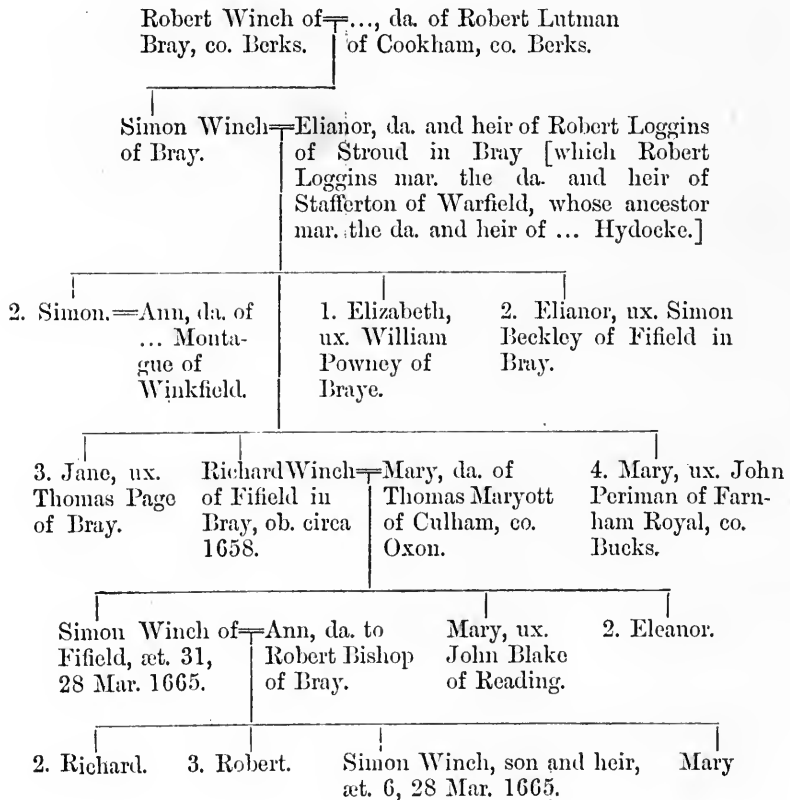 Robert Winch of ..., da. of Robert Lutman
Bray, co. Berks. of Cookham, co. Berks.
Simon Winch
of Bray.
Elianor, da. and heir of Robert Loggins
of Stroud in Bray [which Robert
Loggins mar. the da. and heir of
Stafferton of Warfield, whose ancestor
mar. the da. and heir of ... Hydocke.]
2. Simon.
Ann, da. of
... Monta-
gue of
Winkfield.
1. Elizabeth,
ux. William
Powney of
Braye.
2. Elianor, ux. Simon
Beckley of Fifield in
Bray.
3. Jane, ux.
Thomas Page
of Bray.
Richard Winch
of Fifield in
Bray, ob. circa
1658.
Mary, da. of
Thomas Maryott
of Culham, co.
Oxon.
4. Mary, ux. John
Periman of Farn-
ham Royal, co.
Bucks.
Simon Winch of
Fifield, æt. 31,
28 Mar. 1665.
Ann, da. to
Robert Bishop
of Bray.
Mary, ux.
John Blake
of Reading.
2. Eleanor.
2. Richard.
3. Robert.
Simon Winch, son and heir,
æt. 6, 28 Mar. 1665.
Mary